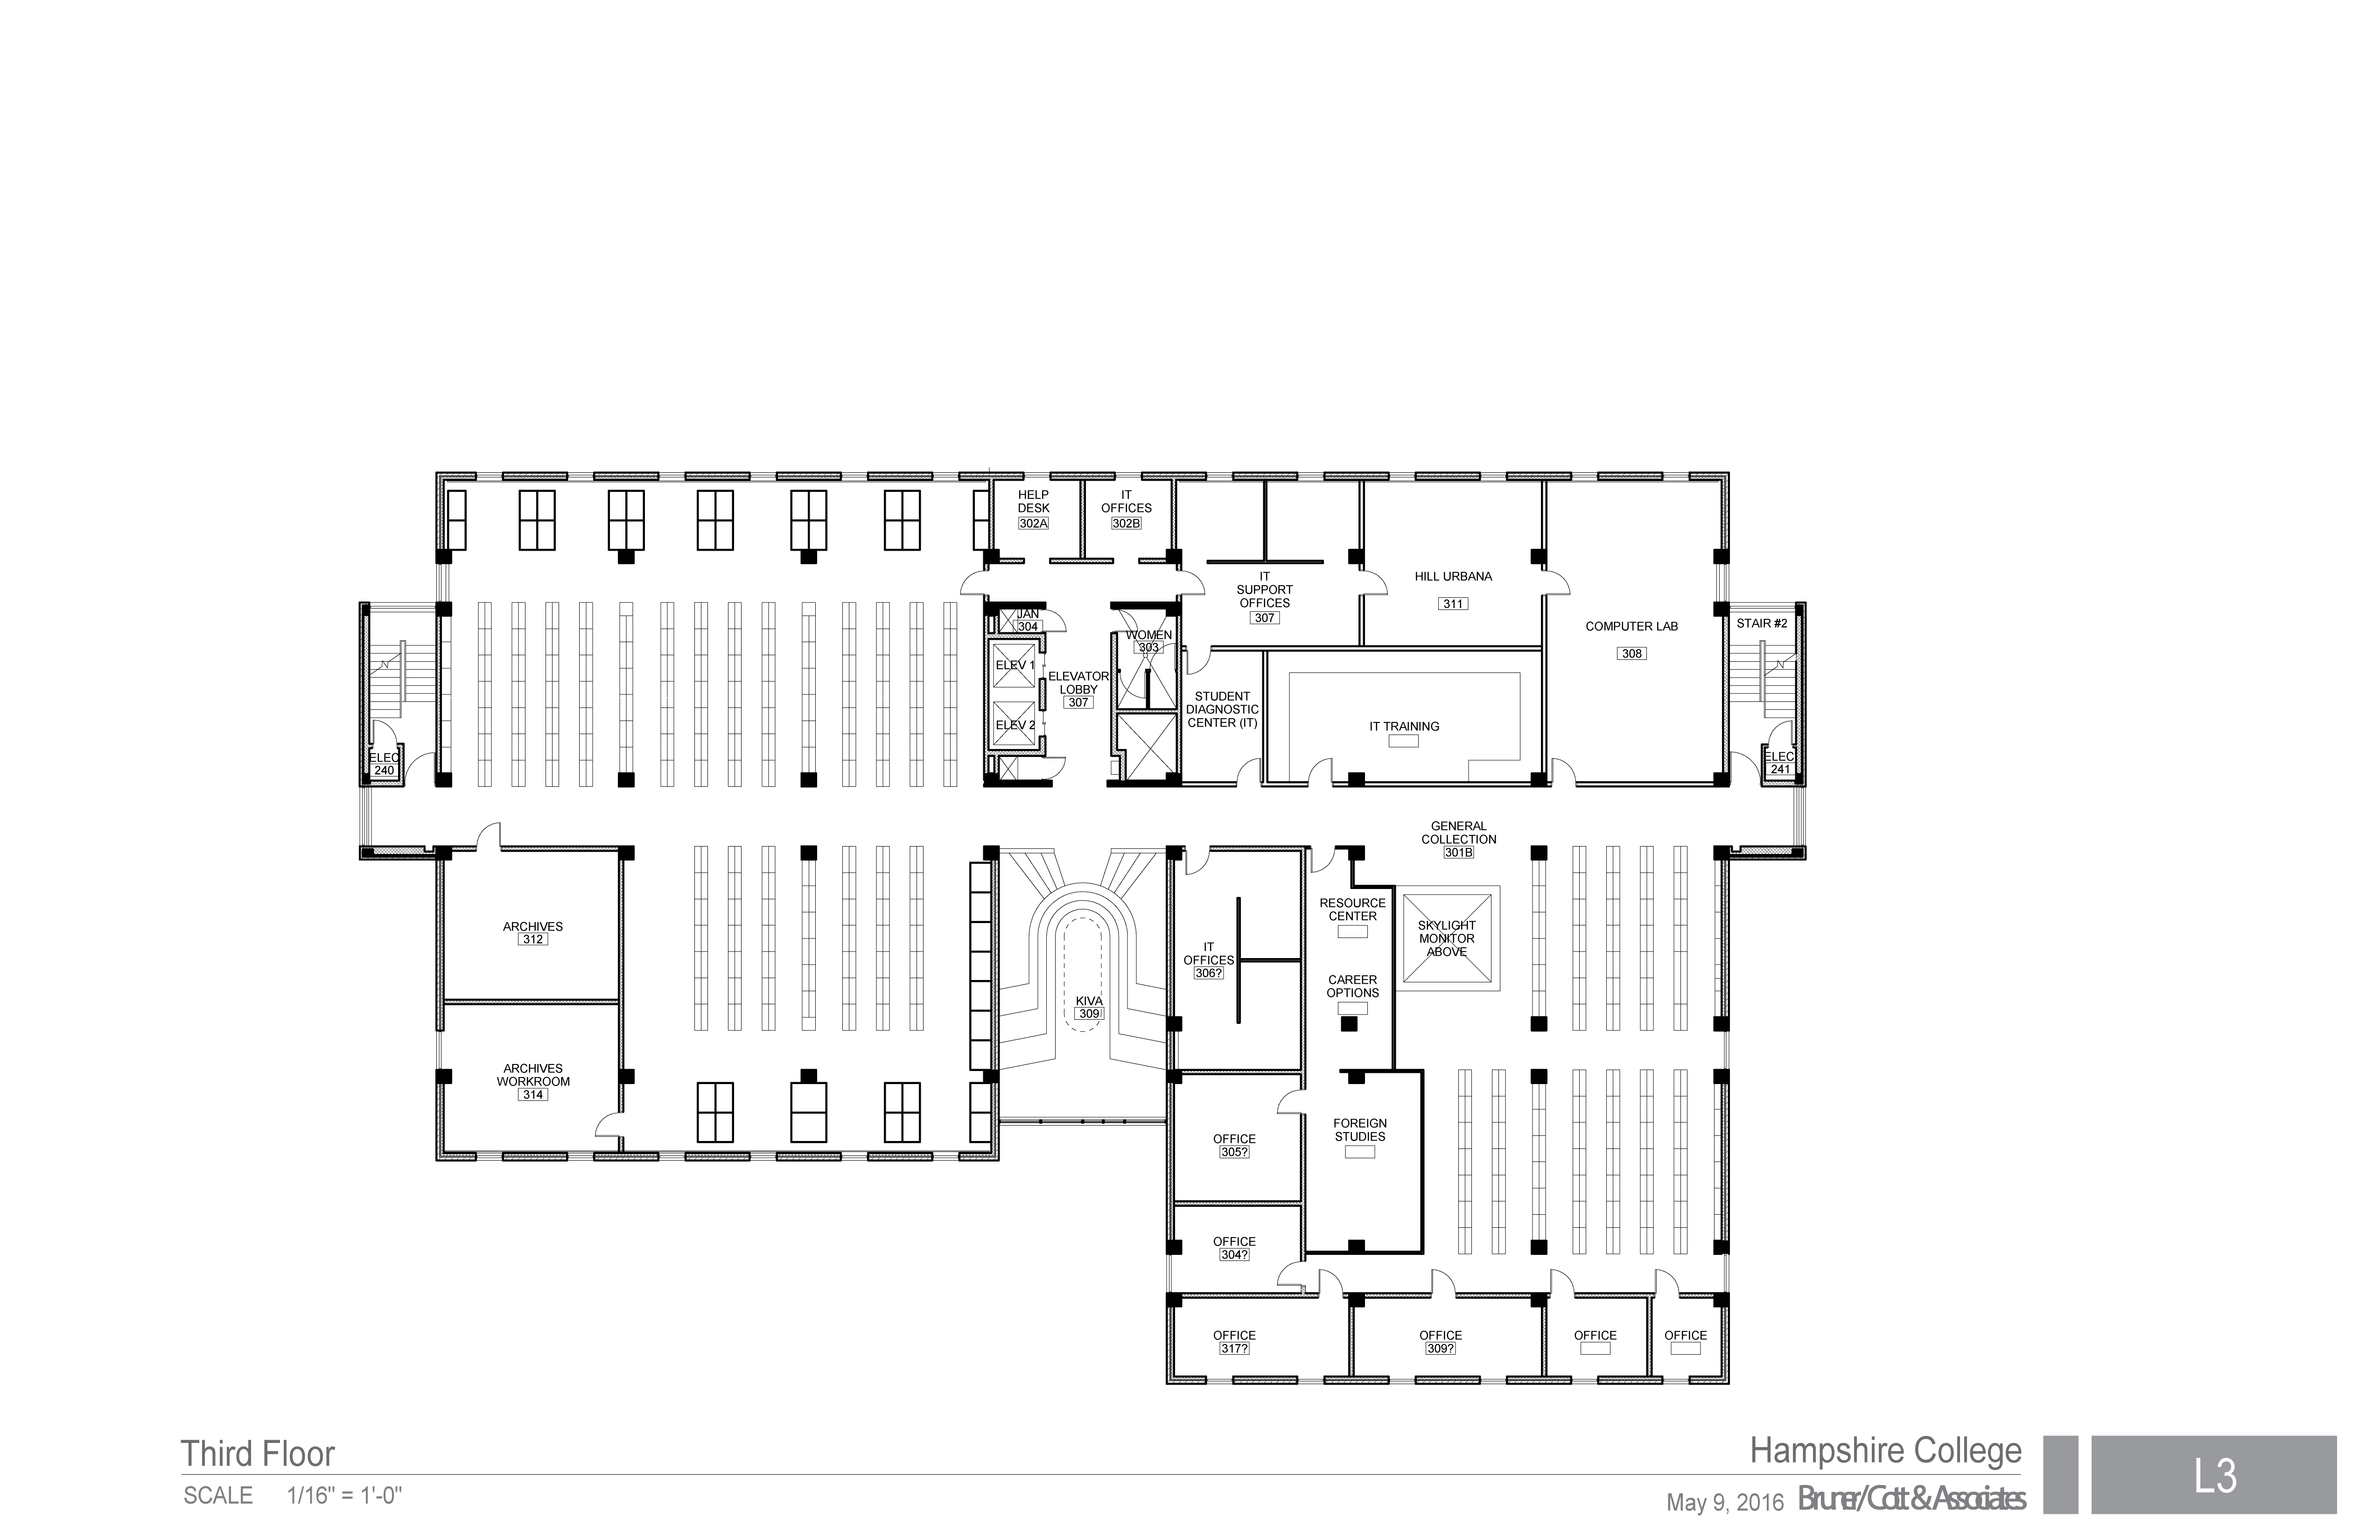 HELP
DESK
302A
IT
OFFICES
302B
IT
SUPPORT
OFFICES
307
HILL URBANA
311
COMPUTER LAB
308
STAIR #2
JAN
304
WOMEN
303
ELEV 1
ELEVATOR
LOBBY
307
ELEV 2
STUDENT
DIAGNOSTIC
CENTER (IT)
IT TRAINING
ELEC
240
ELEC
241
GENERAL
COLLECTION
301B
ARCHIVES
312
KIVA
309
IT
OFFICES
306?
RESOURCE
CENTER
CAREER
OPTIONS
SKYLIGHT
MONITOR
ABOVE
ARCHIVES
WORKROOM
314
OFFICE
305?
FOREIGN
STUDIES
OFFICE
304?
OFFICE
317?
OFFICE
309?
OFFICE
OFFICE
Third Floor
SCALE 1/16" = 1'-0"
Hampshire College
May 9, 2016 Bruner/Cott & Associates
L3
N
N